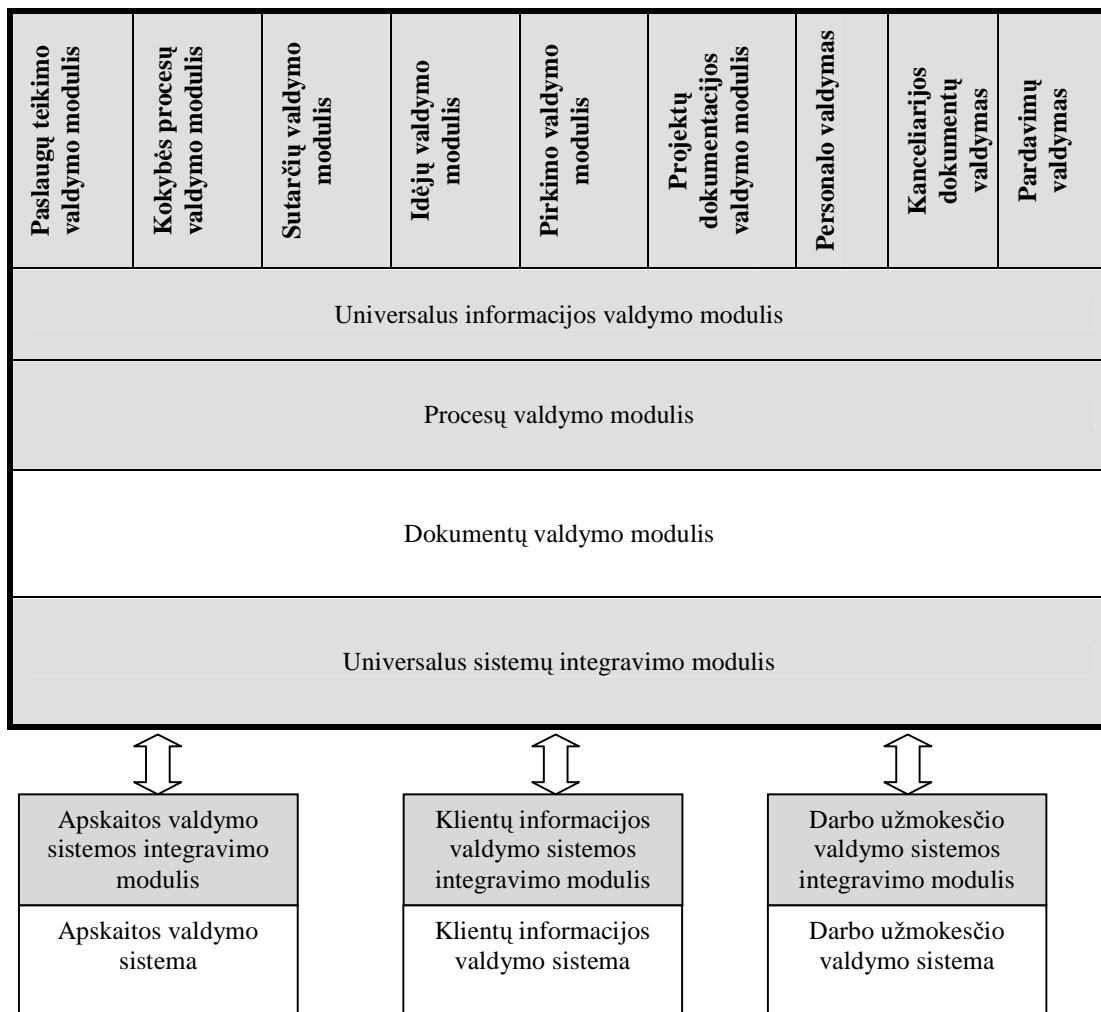 Paslaugų teikimo
valdymo modulis
Kokybės procesų
valdymo modulis
Sutarčių valdymo
modulis
Idėjų valdymo
modulis
Pirkimo valdymo
modulis
Projektų
dokumentacijos
valdymo modulis
Personalo valdymas
Kanceliarijos
dokumentų
valdymas
Pardavimų
valdymas
Universalus informacijos valdymo modulis
Procesų valdymo modulis
Dokumentų valdymo modulis
Universalus sistemų integravimo modulis
Apskaitos valdymo
sistemos integravimo
modulis
Apskaitos valdymo
sistema
Klientų informacijos
valdymo sistemos
integravimo modulis
Klientų informacijos
valdymo sistema
Darbo užmokesčio
valdymo sistemos
integravimo modulis
Darbo užmokesčio
valdymo sistema